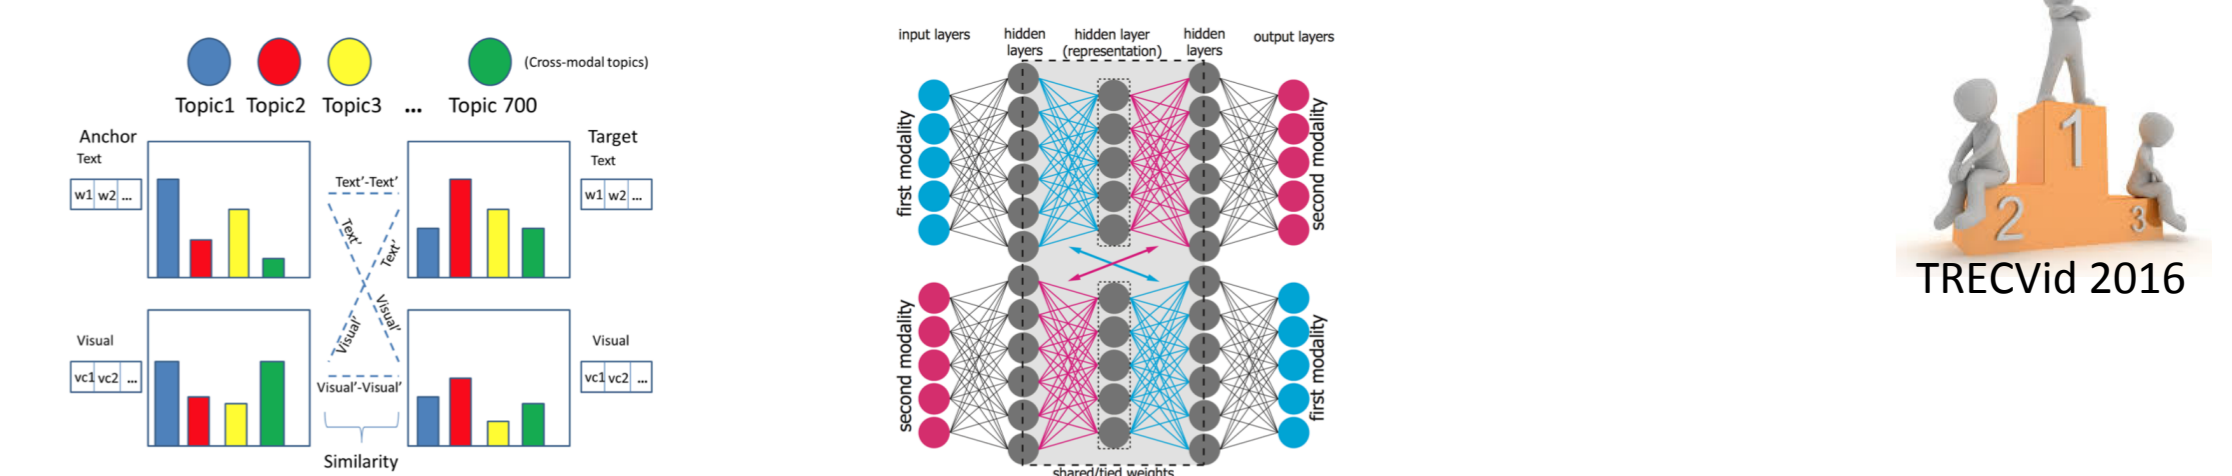 (Cross-modal topics)
Topic1 Topic2 Topic3 ... Topic 700
Anchor
Text
w1 w2 ...
Target
Text
w1 w2 ...
Text'-Text'
Text'
Text'
Visual'
Visual'
Visual
vc1 vc2 ...
Visual
vc1 vc2 ...
Visual'-Visual'
Similarity
input layers
hidden
layers
hidden layer
(representation)
hidden
layers
output layers
first modality
second modality
second modality
first modality
shared/tied weights
1
2
3
TRECVid 2016